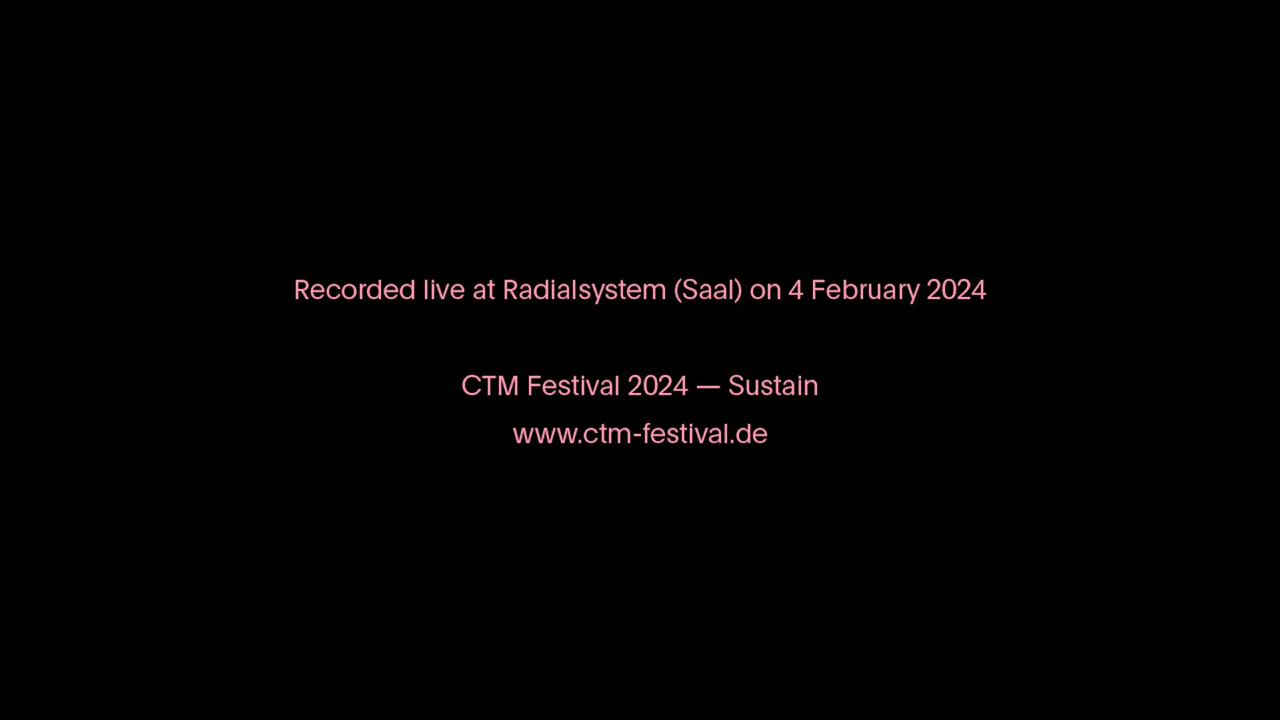 Recorded live at Radialsystem (Saal) on 4 February 2024
CTM Festival 2024 — Sustain
www.ctm-festival.de